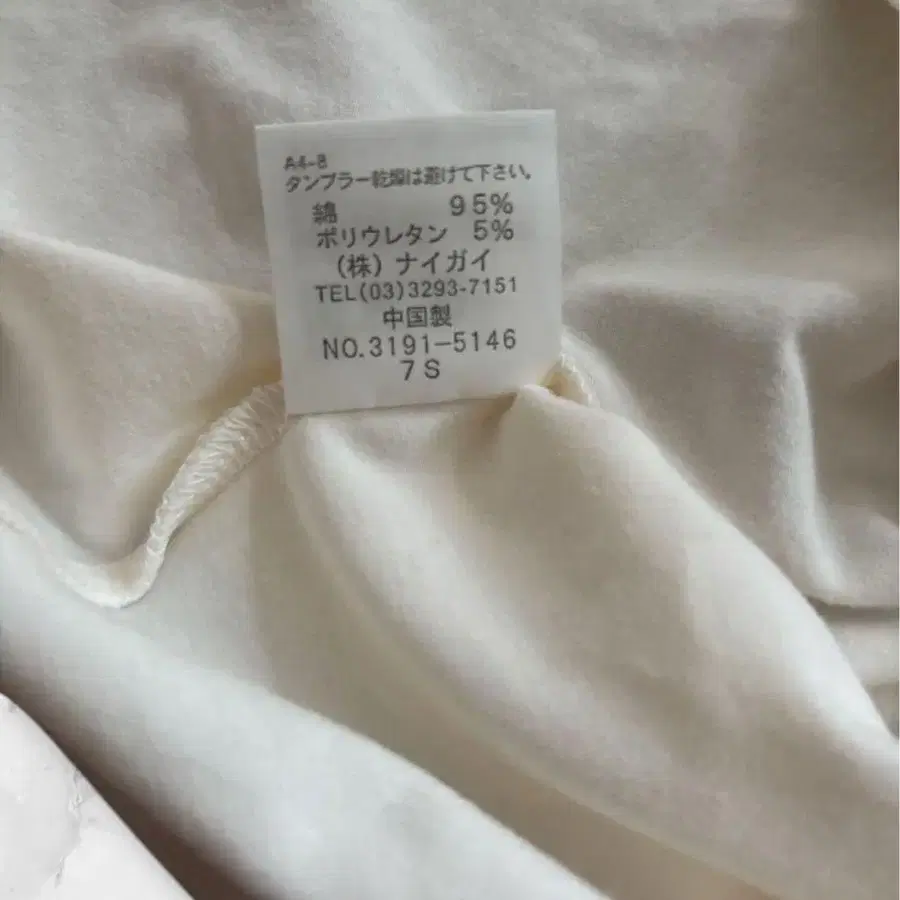 A4-8
タンブラー乾燥は避けて下さい。
綿 95%
ポリウレタン 5%
(株)ナイガイ
TEL(03)3293-7151
中国製
NO.3191-5146
7S